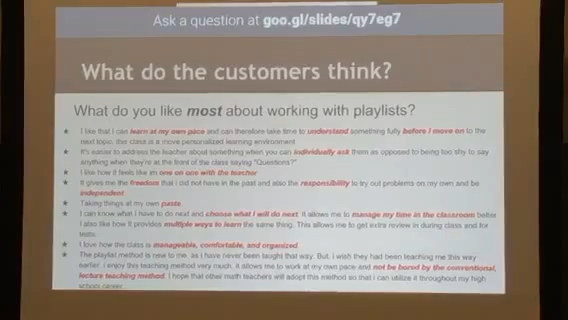 Ask a question at goo.gl/slides/qy7eg7
What do the customers think?
What do you like most about working with playlists?
★ I like that I can learn at my own pace and can therefore take time to understand something fully before I move on to the
next topic, this class is a move personalized learning environment
★ It's easier to address the teacher about something when you can individually ask them as opposed to being too shy to say
anything when they're at the front of the class saying "Questions?"
★ I like how it feels like im one on one with the teacher
★ It gives me the freedom that i did not have in the past and also the responsibility to try out problems on my own and be
independent
★ Taking things at my own pasts
★ I can know what I have to do next and choose what I will do next. It allows me to manage my time in the classroom better
I also like how it provides multiple ways to learn the same thing. This allows me to get extra review in during class and for
tests.
★ I love how the class is manageable, comfortable, and organized
★ The playlist method is new to me, as I have never been taught that way. But, i wish they had been teaching me this way
earlier. i enjoy this teaching method very much. It allows me to work at my own pace and not be bored by the conventional,
lecture teaching method. I hope that other math teachers will adopt this method so that I can utilize it throughout my high
school career.